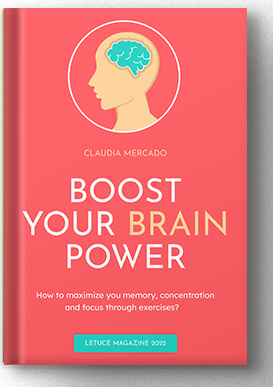 CLAUDIA MERCADO
BOOST
YOUR BRAIN
POWER
How to maximize you memory, concentration
and focus through exercises?
LETUCE MAGAZINE 2022